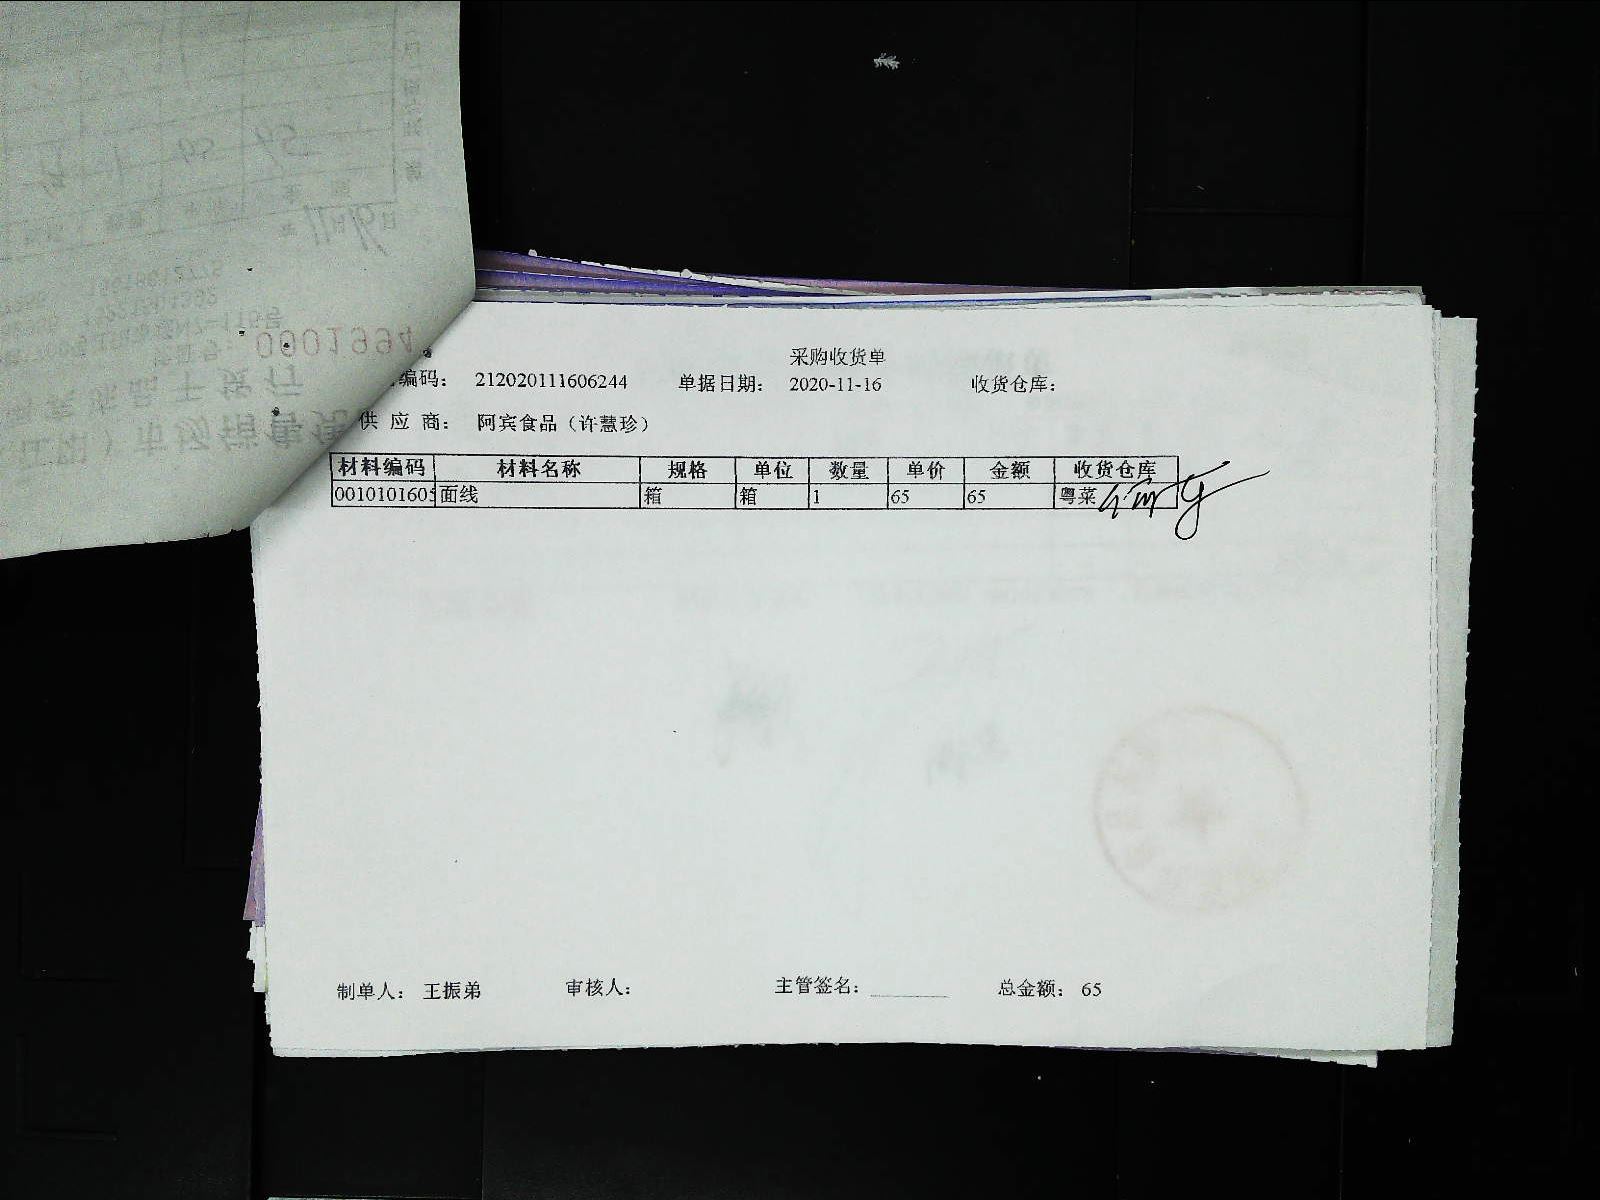 0001994
采购收货单
编码： 212020111606244 单据日期： 2020-11-16 收货仓库：
供 应 商： 阿宾食品（许慧珍）
材料编码 材料名称 规格 单位 数量 单价 金额 收货仓库
0010101605 面线 箱 箱 1 65 65 粤菜
制单人： 王振弟 审核人： 主管签名： 总金额： 65